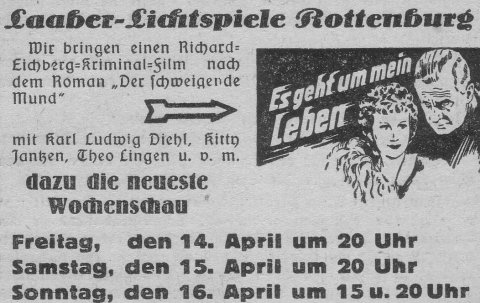 Laaber-Lichtspiele Rottenburg
Wir bringen einen Richard-
Eichberg-Kriminal-Film nach
dem Roman „Der schweigende
Mund“
Es geht um mein
Leben
mit Karl Ludwig Diehl, Kitty
Jantzen, Theo Lingen u. v. m.
dazu die neueste
Wochenschau
Freitag, den 14. April um 20 Uhr
Samstag, den 15. April um 20 Uhr
Sonntag, den 16. April um 15 u. 20 Uhr